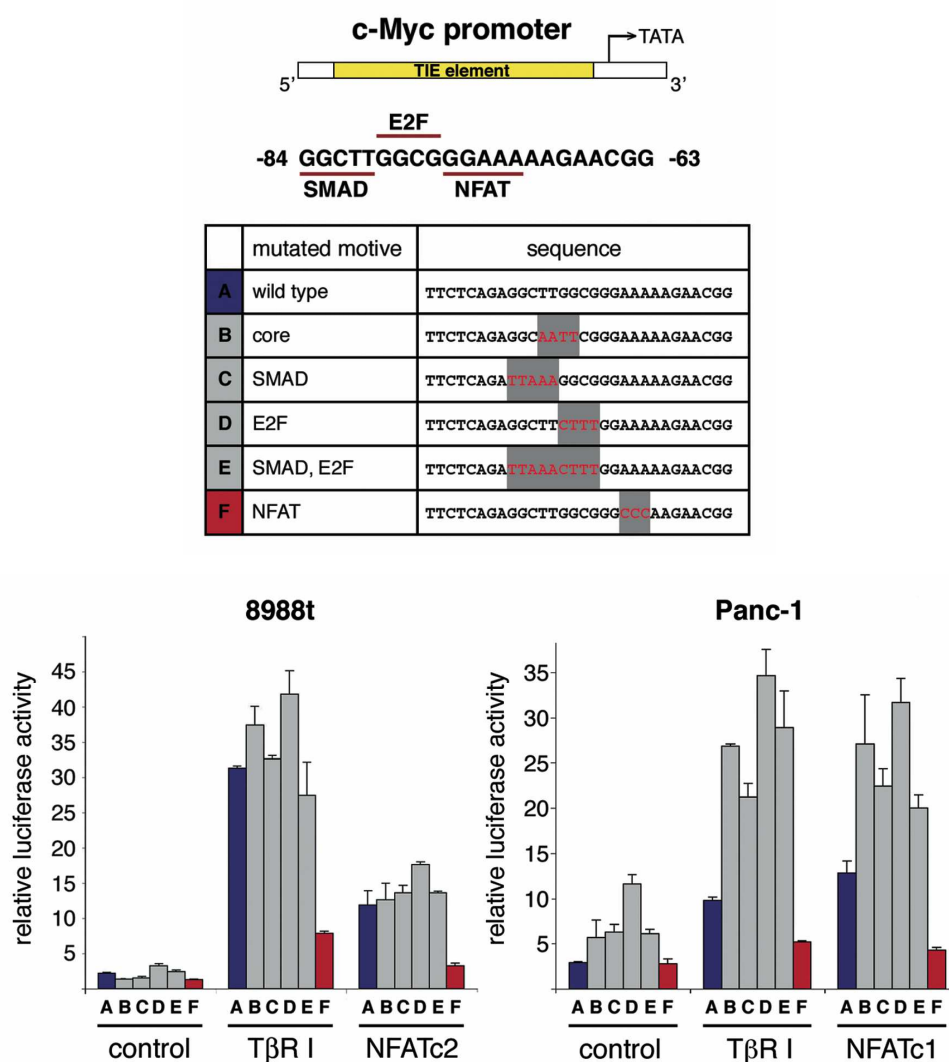 c-Myc promoter
TATA
TIE element
5' 3'
E2F
-84 GGCTTGGCGGGAAAAAGAACGG -63
SMAD NFAT
mutated motive sequence
A wild type TTCTCAGAGGCTTGGCGGGAAAAAGAACGG
B core TTCTCAGAGGCAATTCGGGAAAAAGAACGG
C SMAD TTCTCAGATTAAAGGCGGGAAAAAGAACGG
D E2F TTCTCAGAGGCTTCTTTGGAAAAAGAACGG
E SMAD, E2F TTCTCAGATTAAACTTTGGAAAAAGAACGG
F NFAT TTCTCAGAGGCTTGGCGGGCCCAAGAACGG
8988t
relative luciferase activity
45
40
35
30
25
20
15
10
5
A B C D E F A B C D E F A B C D E F
control TβR I NFATc2
Panc-1
relative luciferase activity
35
30
25
20
15
10
5
A B C D E F A B C D E F A B C D E F
control TβR I NFATc1